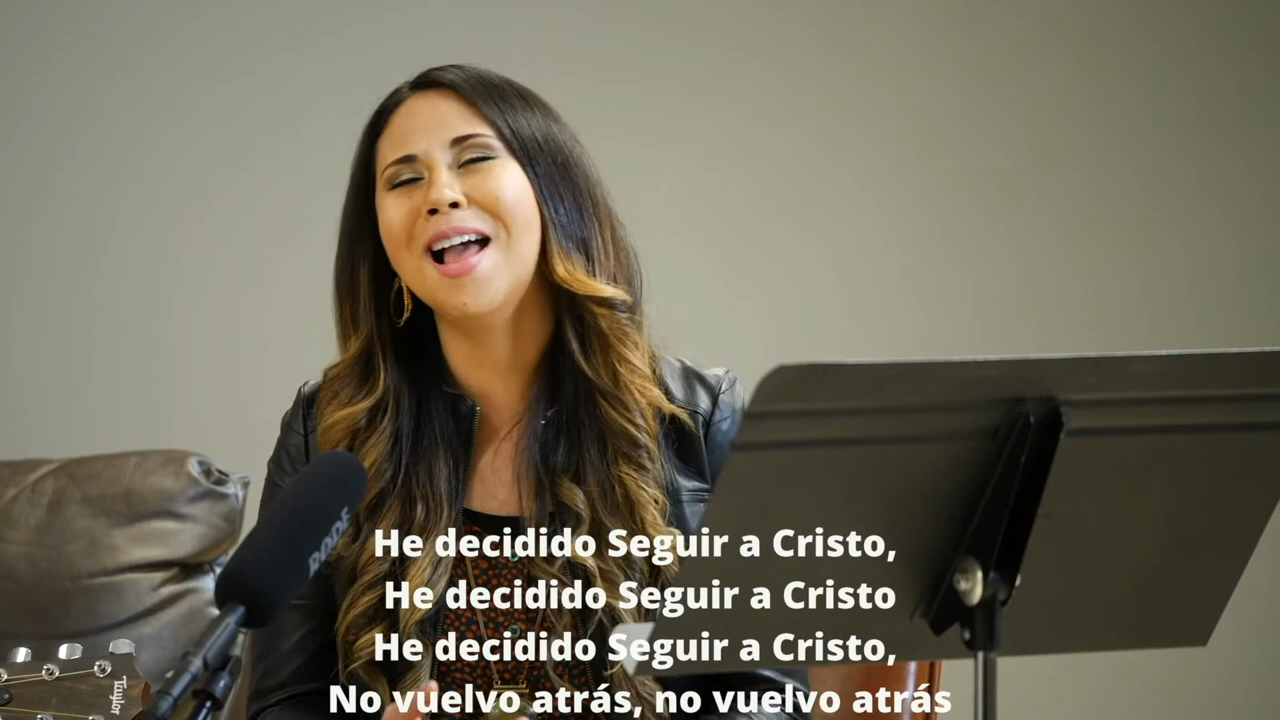 RODE
He decidido Seguir a Cristo,
He decidido Seguir a Cristo
He decidido Seguir a Cristo,
No vuelvo atrás, no vuelvo atrás
Taylor